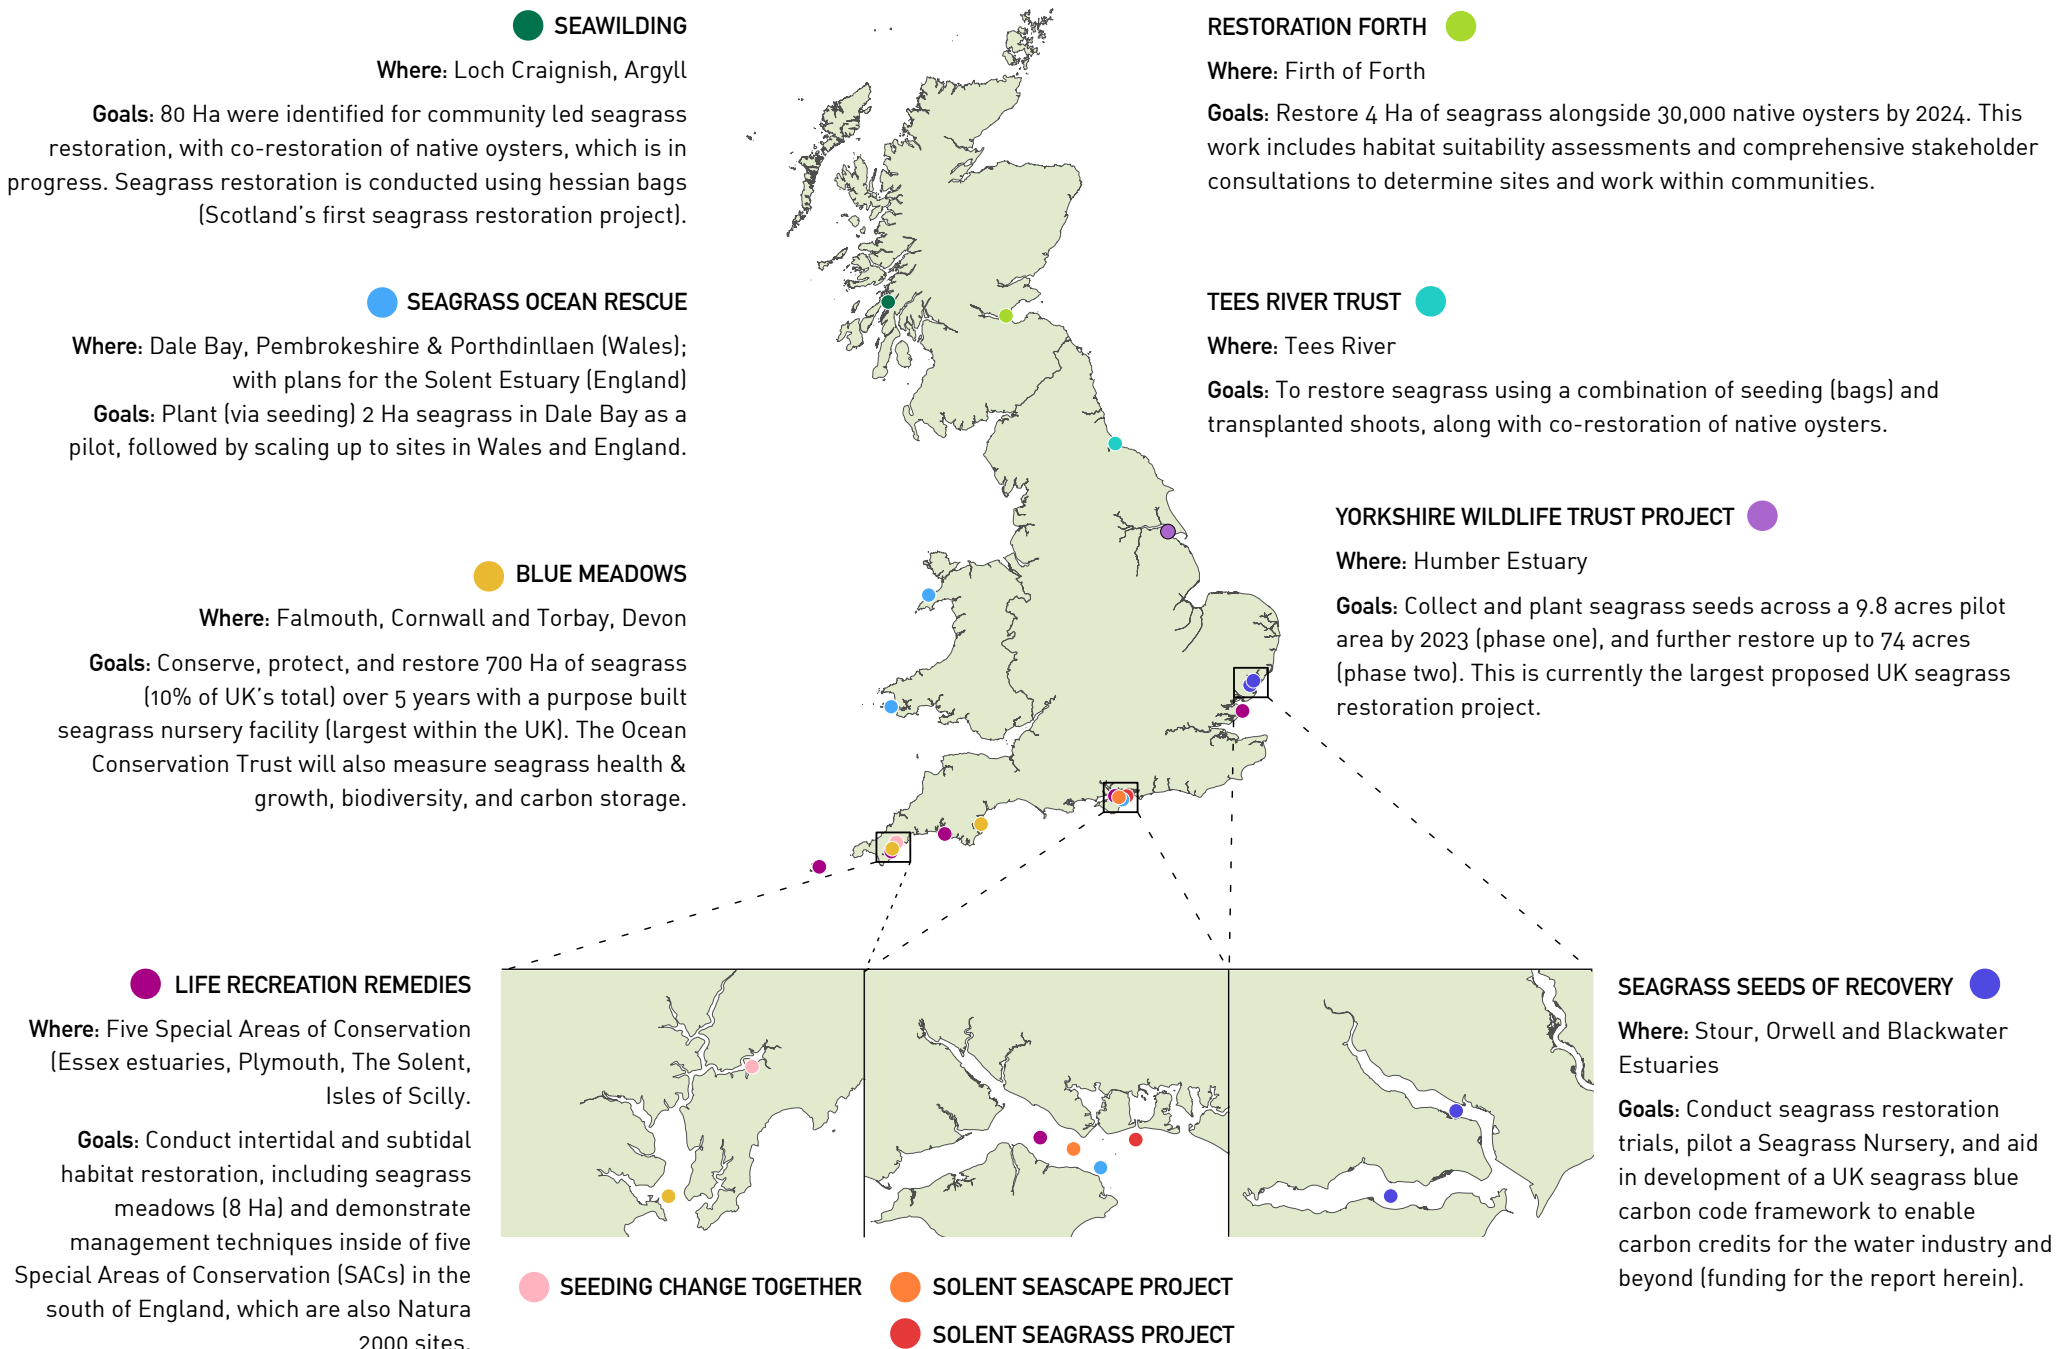 SEAWILDING
Where: Loch Craignish, Argyll
Goals: 80 Ha were identified for community led seagrass
restoration, with co-restoration of native oysters, which is in
progress. Seagrass restoration is conducted using hessian bags
(Scotland's first seagrass restoration project).
SEAGRASS OCEAN RESCUE
Where: Dale Bay, Pembrokeshire & Porthdinllaen (Wales);
with plans for the Solent Estuary (England)
Goals: Plant (via seeding) 2 Ha seagrass in Dale Bay as a
pilot, followed by scaling up to sites in Wales and England.
BLUE MEADOWS
Where: Falmouth, Cornwall and Torbay, Devon
Goals: Conserve, protect, and restore 700 Ha of seagrass
(10% of UK's total) over 5 years with a purpose built
seagrass nursery facility (largest within the UK). The Ocean
Conservation Trust will also measure seagrass health &
growth, biodiversity, and carbon storage.
RESTORATION FORTH
Where: Firth of Forth
Goals: Restore 4 Ha of seagrass alongside 30,000 native oysters by 2024. This
work includes habitat suitability assessments and comprehensive stakeholder
consultations to determine sites and work within communities.
TEES RIVER TRUST
Where: Tees River
Goals: To restore seagrass using a combination of seeding (bags) and
transplanted shoots, along with co-restoration of native oysters.
YORKSHIRE WILDLIFE TRUST PROJECT
Where: Humber Estuary
Goals: Collect and plant seagrass seeds across a 9.8 acres pilot
area by 2023 (phase one), and further restore up to 74 acres
(phase two). This is currently the largest proposed UK seagrass
restoration project.
LIFE RECREATION REMEDIES
Where: Five Special Areas of Conservation
(Essex estuaries, Plymouth, The Solent,
Isles of Scilly.
Goals: Conduct intertidal and subtidal
habitat restoration, including seagrass
meadows (8 Ha) and demonstrate
management techniques inside of five
Special Areas of Conservation (SACs) in the
south of England, which are also Natura
2000 sites.
SEEDING CHANGE TOGETHER
SOLENT SEASCAPE PROJECT
SOLENT SEAGRASS PROJECT
SEAGRASS SEEDS OF RECOVERY
Where: Stour, Orwell and Blackwater
Estuaries
Goals: Conduct seagrass restoration
trials, pilot a Seagrass Nursery, and aid
in development of a UK seagrass blue
carbon code framework to enable
carbon credits for the water industry and
beyond (funding for the report herein).